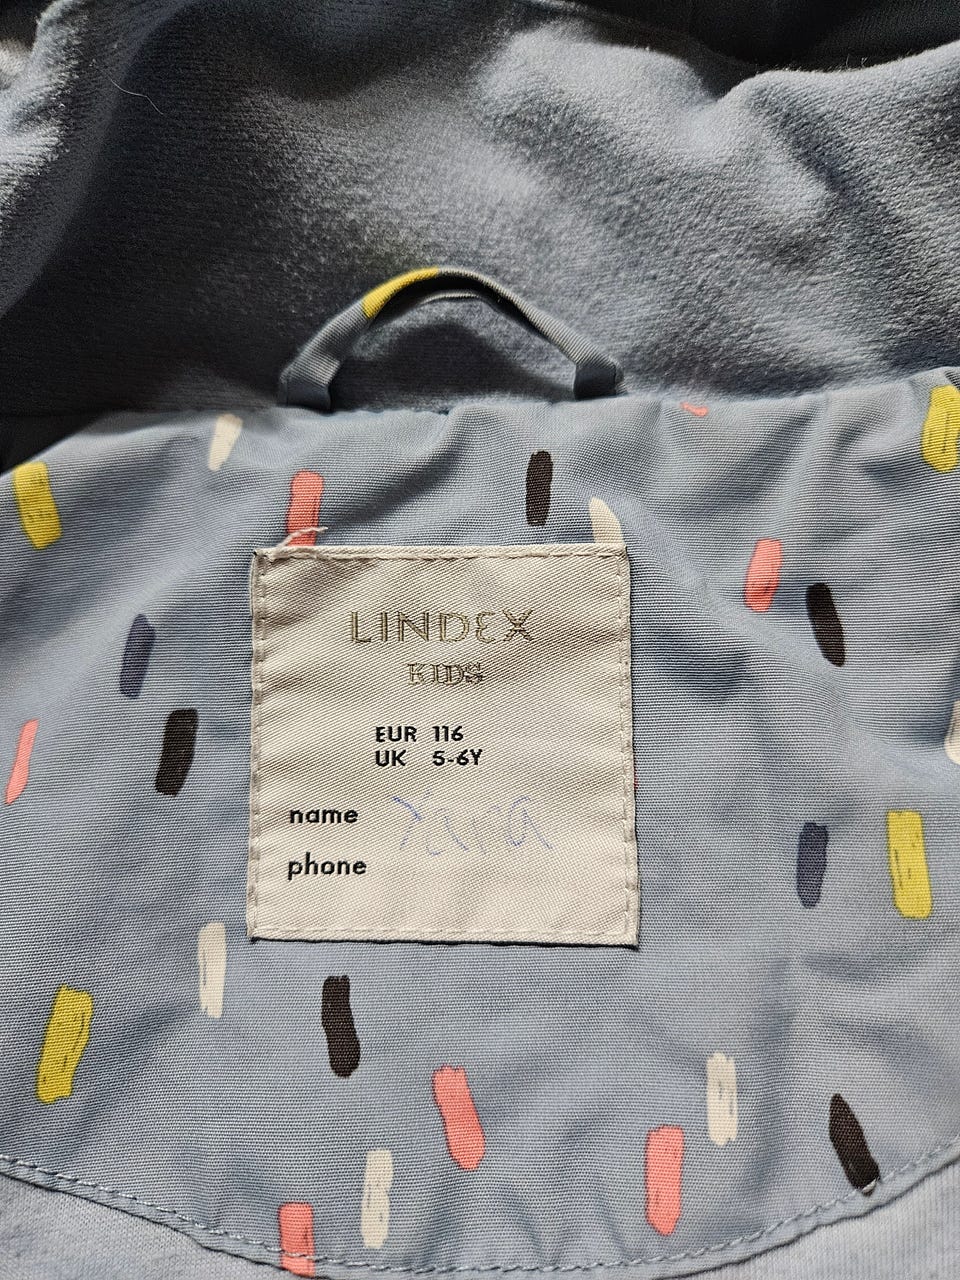 LINDEX
KIDS
EUR 116
UK 5-6Y
name
phone